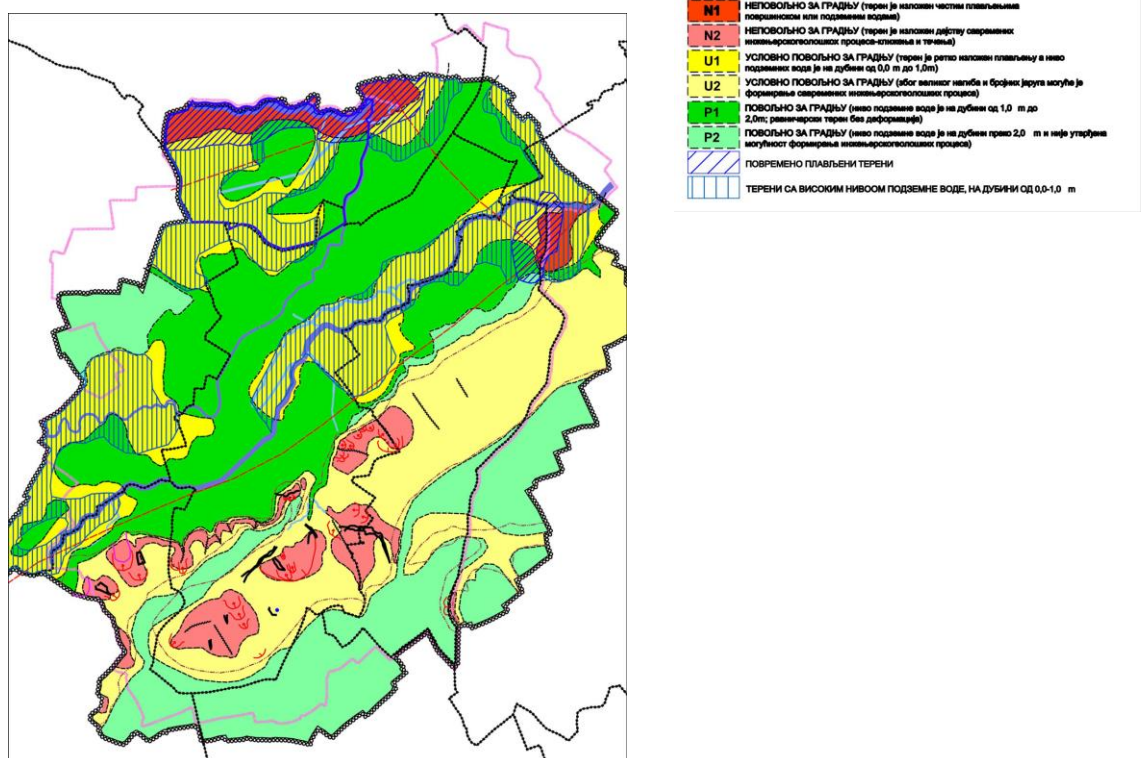 N1 НЕПОВОЉНО ЗА ГРАДЊУ (терен је изложен честим плављењима
површинском или подземним водама)
N2 НЕПОВОЉНО ЗА ГРАДЊУ (терен је изложен дејству савремених
инжењерскогеолошких процеса-клижења и течења)
U1 УСЛОВНО ПОВОЉНО ЗА ГРАДЊУ (терен је ретко изложен плављењу а ниво
подземних вода је на дубини од 0,0 m до 1,0m)
U2 УСЛОВНО ПОВОЉНО ЗА ГРАДЊУ (због великог нагиба и бројних јаруга могуће је
формирање савремених инжењерскогеолошких процеса)
P1 ПОВОЉНО ЗА ГРАДЊУ (ниво подземне воде је на дубини од 1,0 m до
2,0m; равничарски терен без деформација)
P2 ПОВОЉНО ЗА ГРАДЊУ (ниво подземне воде је на дубини преко 2,0 m и није утврђена
могућност формирања инжењерскогеолошких процеса)
ПОВРЕМЕНО ПЛАВЉЕНИ ТЕРЕНИ
ТЕРЕНИ СА ВИСОКИМ НИВООМ ПОДЗЕМНЕ ВОДЕ, НА ДУБИНИ ОД 0,0-1,0 m